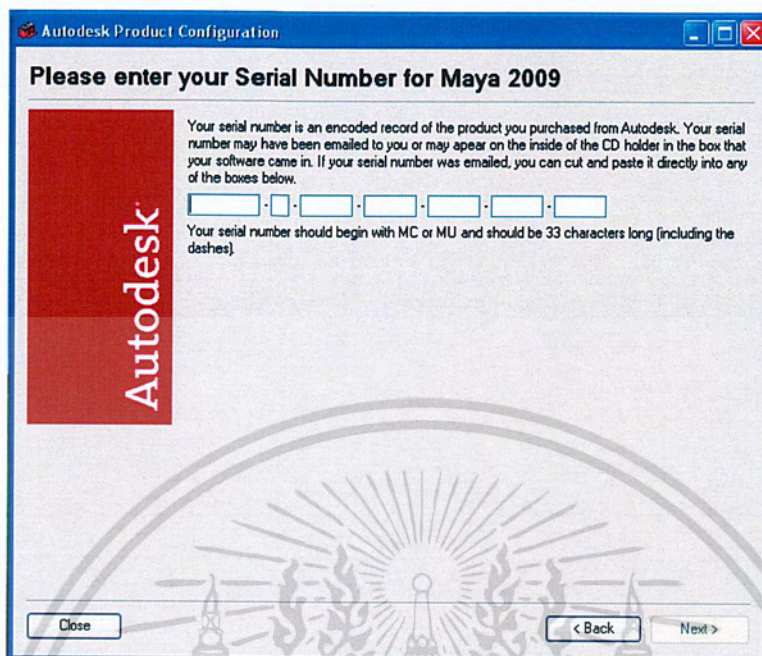 Autodesk Product Configuration
Please enter your Serial Number for Maya 2009
Your serial number is an encoded record of the product you purchased from Autodesk. Your serial
number may have been emailed to you or may apear on the inside of the CD holder in the box that
your software came in. If your serial number was emailed, you can cut and paste it directly into any
of the boxes below.
- - - - - -
Your serial number should begin with MC or MU and should be 33 characters long (including the
dashes).
Autodesk
Close
< Back
Next >